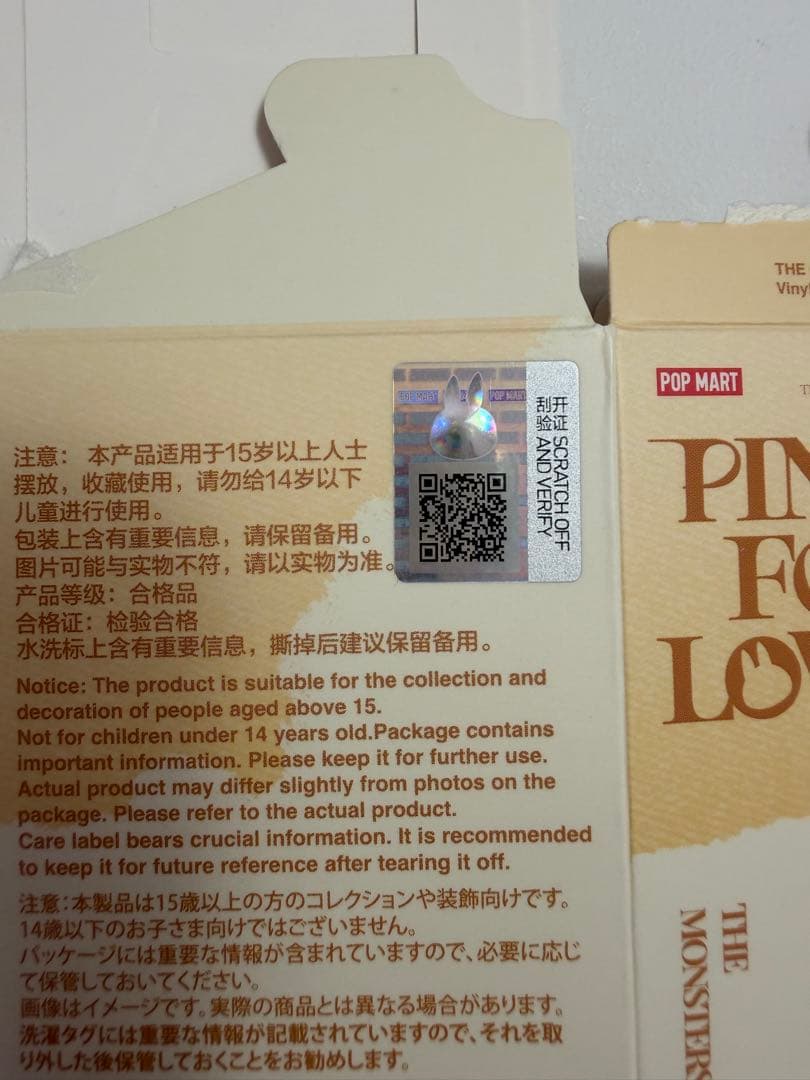 注意： 本产品适用于15岁以上人士
摆放，收藏使用，请勿给14岁以下
儿童进行使用。
包装上含有重要信息，请保留备用。
图片可能与实物不符，请以实物为准。
产品等级：合格品
合格证：检验合格
水洗标上含有重要信息，撕掉后建议保留备用。
Notice: The product is suitable for the collection and
decoration of people aged above 15.
Not for children under 14 years old.Package contains
important information. Please keep it for further use.
Actual product may differ slightly from photos on the
package. Please refer to the actual product.
Care label bears crucial information. It is recommended
to keep it for future reference after tearing it off.
注意：本製品は15歳以上の方のコレクションや装飾向けです。
14歳以下のお子さま向けではございません。
パッケージには重要な情報が含まれていますので、必要に応じ
て保管しておいてください。
画像はイメージです。実際の商品とは異なる場合があります。
洗濯タグには重要な情報が記載されていますので、それを取
り外した後保管しておくことをお勧めします。
POP MART
POP MART
刮开
验证
SCRATCH OFF
AND VERIFY
THE
Vinyl
POP MART
PIN
FO
LOV
THE
MONSTERS